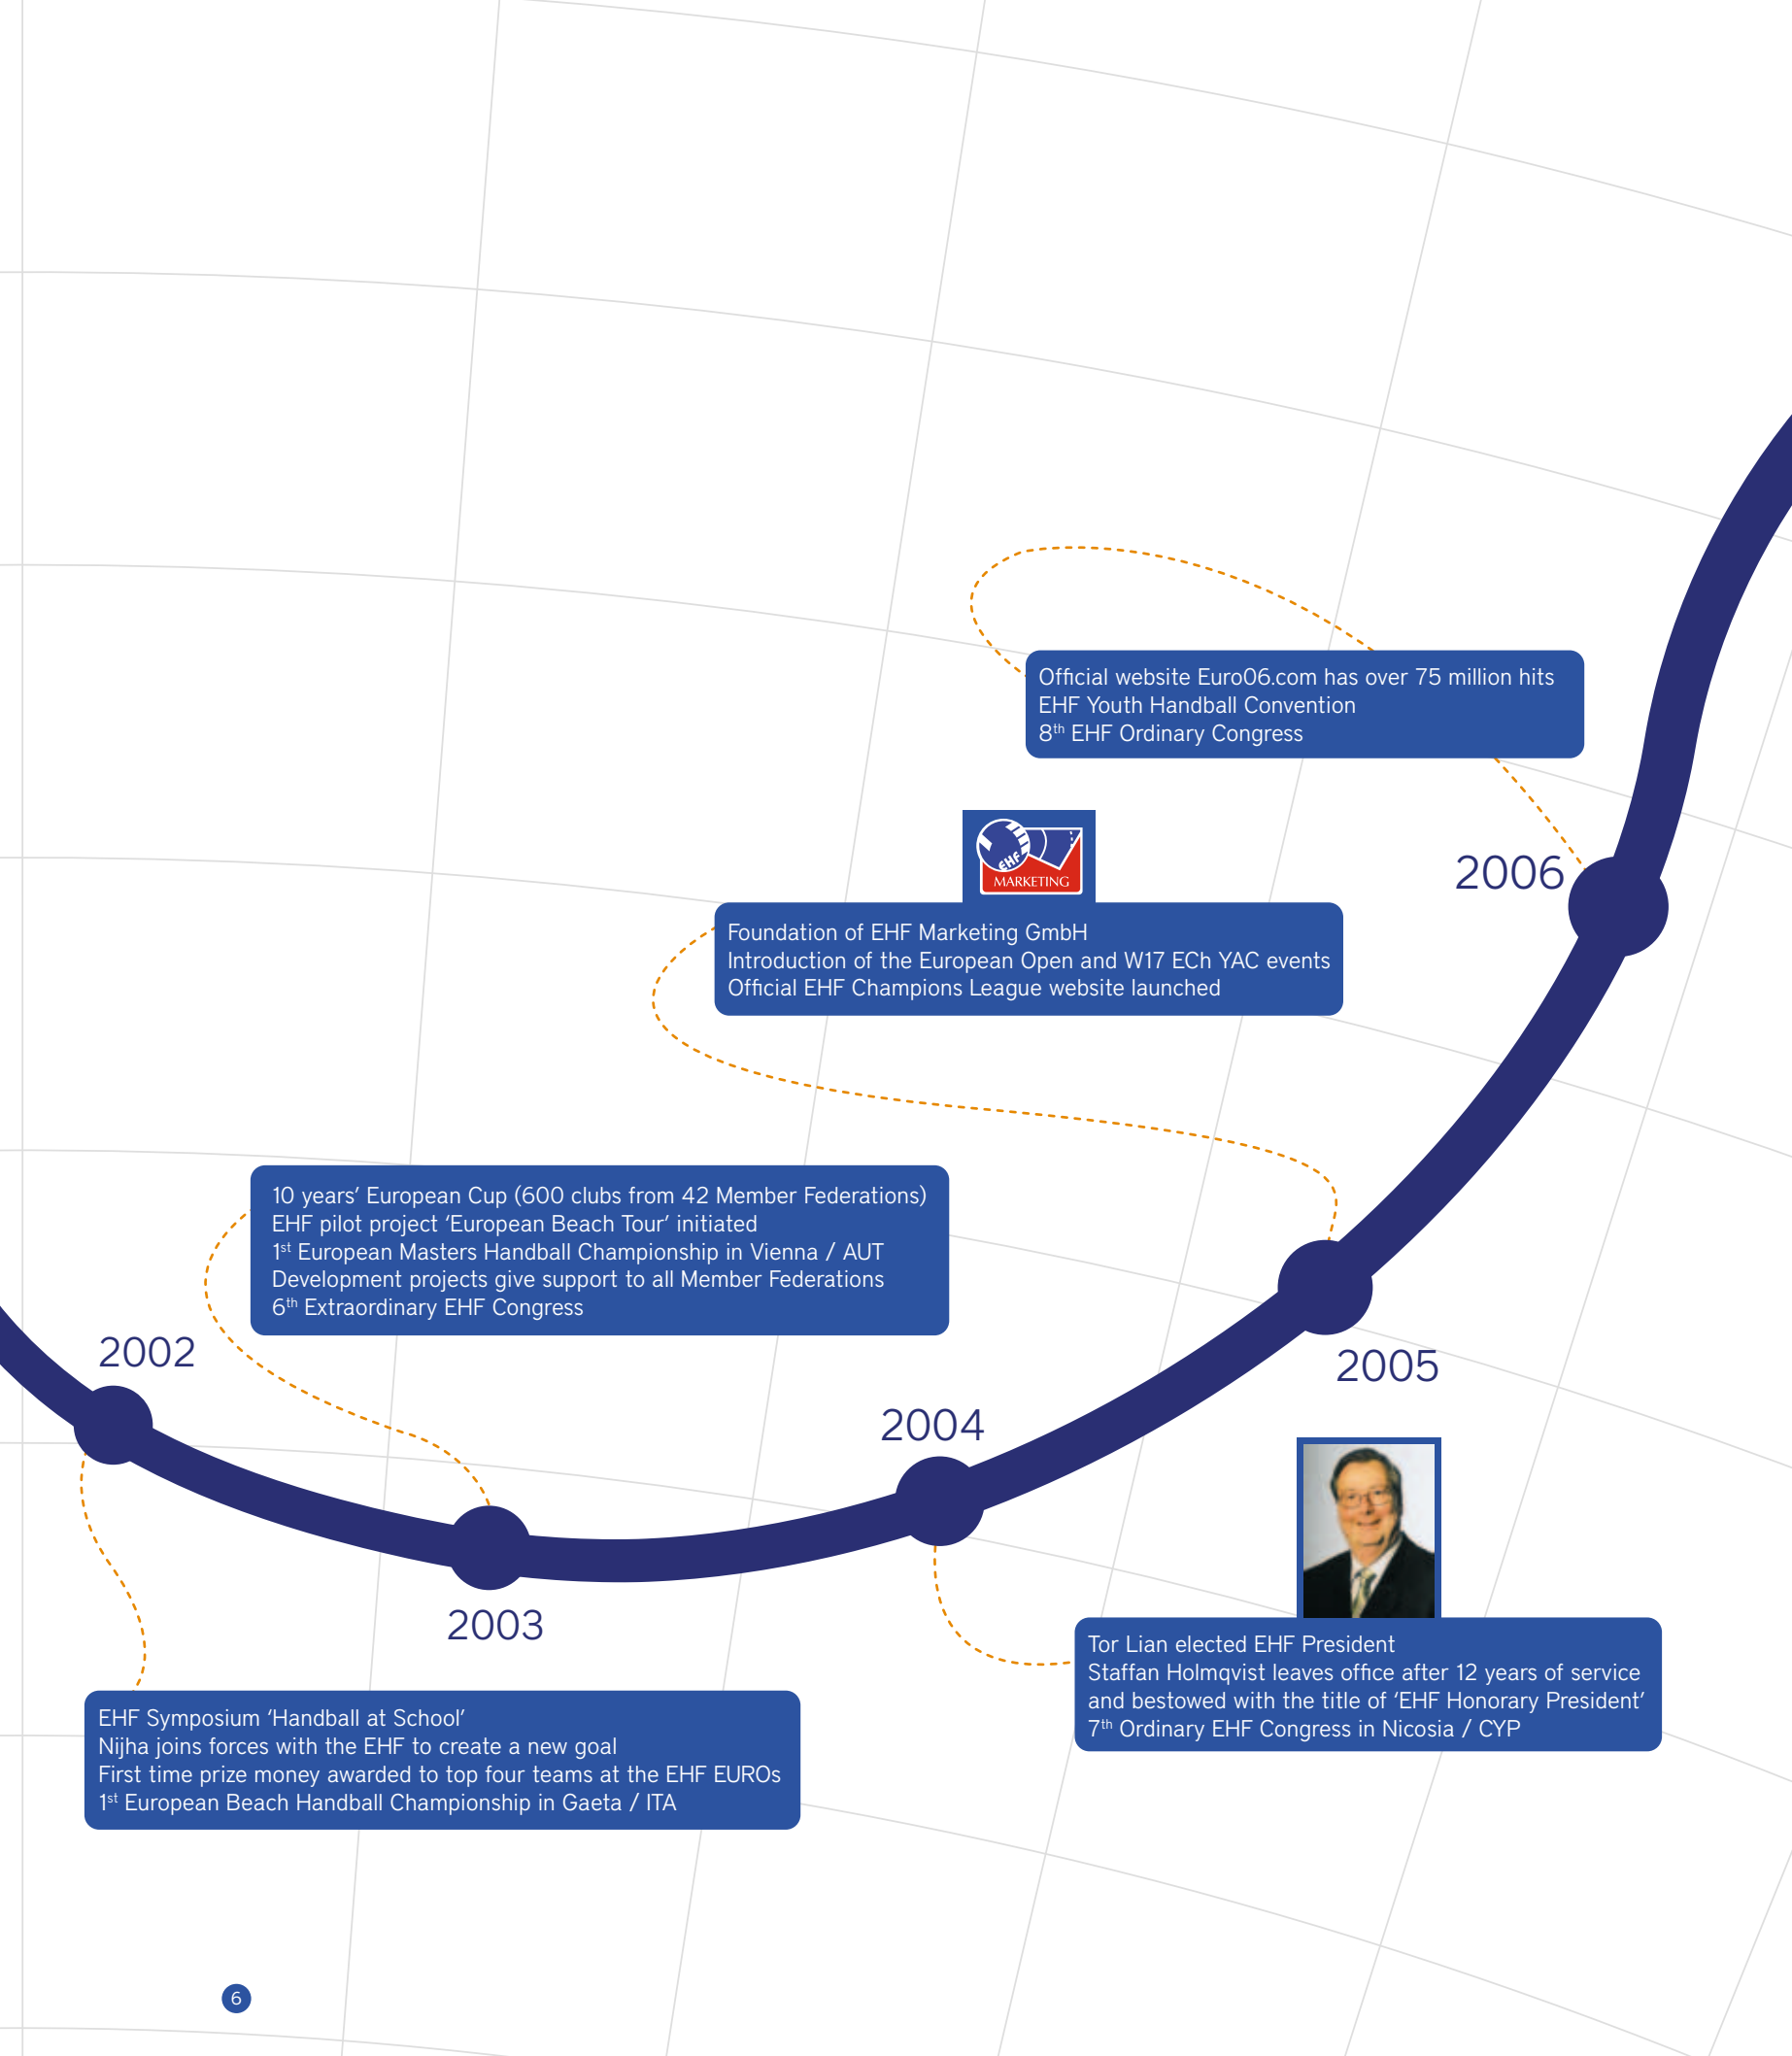 Official website Euro06.com has over 75 million hits
EHF Youth Handball Convention
8th EHF Ordinary Congress
2006
EHF
MARKETING
Foundation of EHF Marketing GmbH
Introduction of the European Open and W17 ECh YAC events
Official EHF Champions League website launched
2005
10 years’ European Cup (600 clubs from 42 Member Federations)
EHF pilot project ‘European Beach Tour’ initiated
1st European Masters Handball Championship in Vienna / AUT
Development projects give support to all Member Federations
6th Extraordinary EHF Congress
2002
2004
2003
Tor Lian elected EHF President
Staffan Holmqvist leaves office after 12 years of service
and bestowed with the title of ‘EHF Honorary President’
7th Ordinary EHF Congress in Nicosia / CYP
EHF Symposium ‘Handball at School’
Nijha joins forces with the EHF to create a new goal
First time prize money awarded to top four teams at the EHF EUROs
1st European Beach Handball Championship in Gaeta / ITA
6